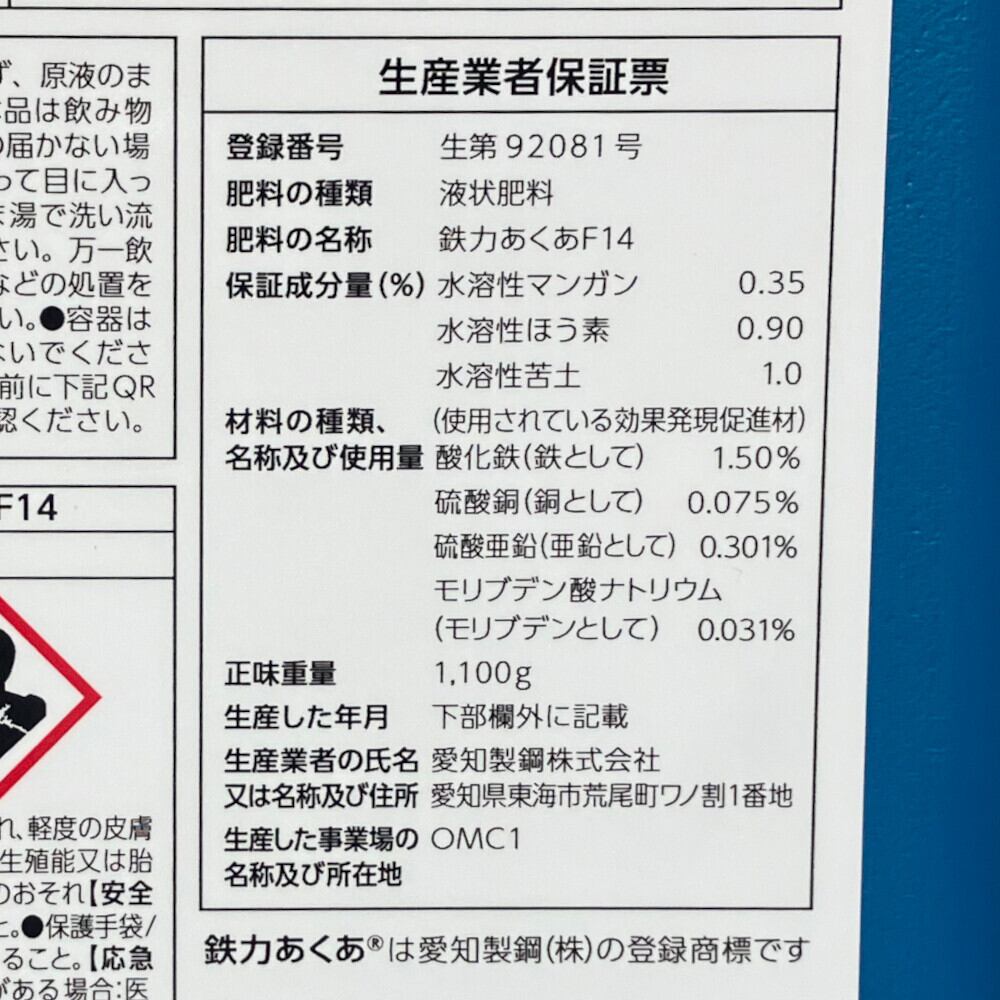 ず、原液のま
品は飲み物
届かない場
って目に入っ
湯で洗い流
さい。万一飲
などの処置を
い。●容器は
ないでくださ
前に下記QR
認ください。
F14
れ、軽度の皮膚
生殖能又は胎
のおそれ【安全
と。●保護手袋/
ること。【応急
がある場合:医
生産業者保証票
登録番号 生第92081号
肥料の種類 液状肥料
肥料の名称 鉄力あくあF14
保証成分量(%) 水溶性マンガン 0.35
水溶性ほう素 0.90
水溶性苦土 1.0
材料の種類、 (使用されている効果発現促進材)
名称及び使用量 酸化鉄(鉄として) 1.50%
硫酸銅(銅として) 0.075%
硫酸亜鉛(亜鉛として) 0.301%
モリブデン酸ナトリウム
(モリブデンとして) 0.031%
正味重量 1,100g
生産した年月 下部欄外に記載
生産業者の氏名 愛知製鋼株式会社
又は名称及び住所 愛知県東海市荒尾町ワノ割1番地
生産した事業場の OMC1
名称及び所在地
鉄力あくあ®は愛知製鋼(株)の登録商標です